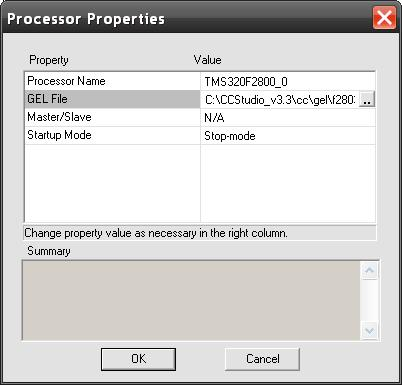 Processor Properties
Property Value
Processor Name TMS320F2800_0
GEL File C:\CCStudio_v3.3\cc\gel\f280 ..
Master/Slave N/A
Startup Mode Stop-mode
Change property value as necessary in the right column.
Summary
OK Cancel